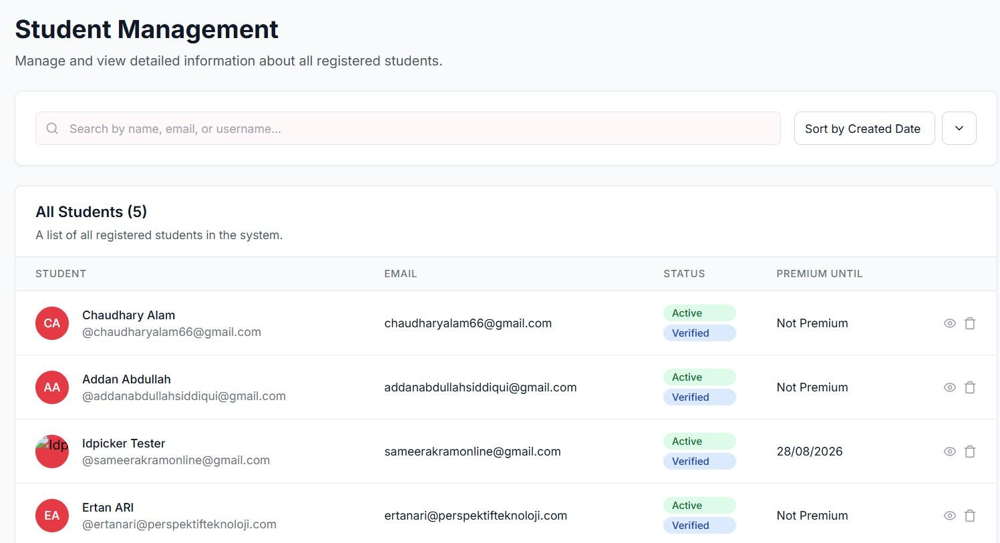 Student Management
Manage and view detailed information about all registered students.
Search by name, email, or username...
Sort by Created Date
All Students (5)
A list of all registered students in the system.
STUDENT EMAIL STATUS PREMIUM UNTIL
CA
Chaudhary Alam
@chaudharyalam66@gmail.com
chaudharyalam66@gmail.com
Active
Verified
Not Premium
AA
Addan Abdullah
@addanabdullahsiddiqui@gmail.com
addanabdullahsiddiqui@gmail.com
Active
Verified
Not Premium
Idp
Idpicker Tester
@sameerakramonline@gmail.com
sameerakramonline@gmail.com
Active
Verified
28/08/2026
EA
Ertan ARI
@ertanari@perspektifteknoloji.com
ertanari@perspektifteknoloji.com
Active
Verified
Not Premium